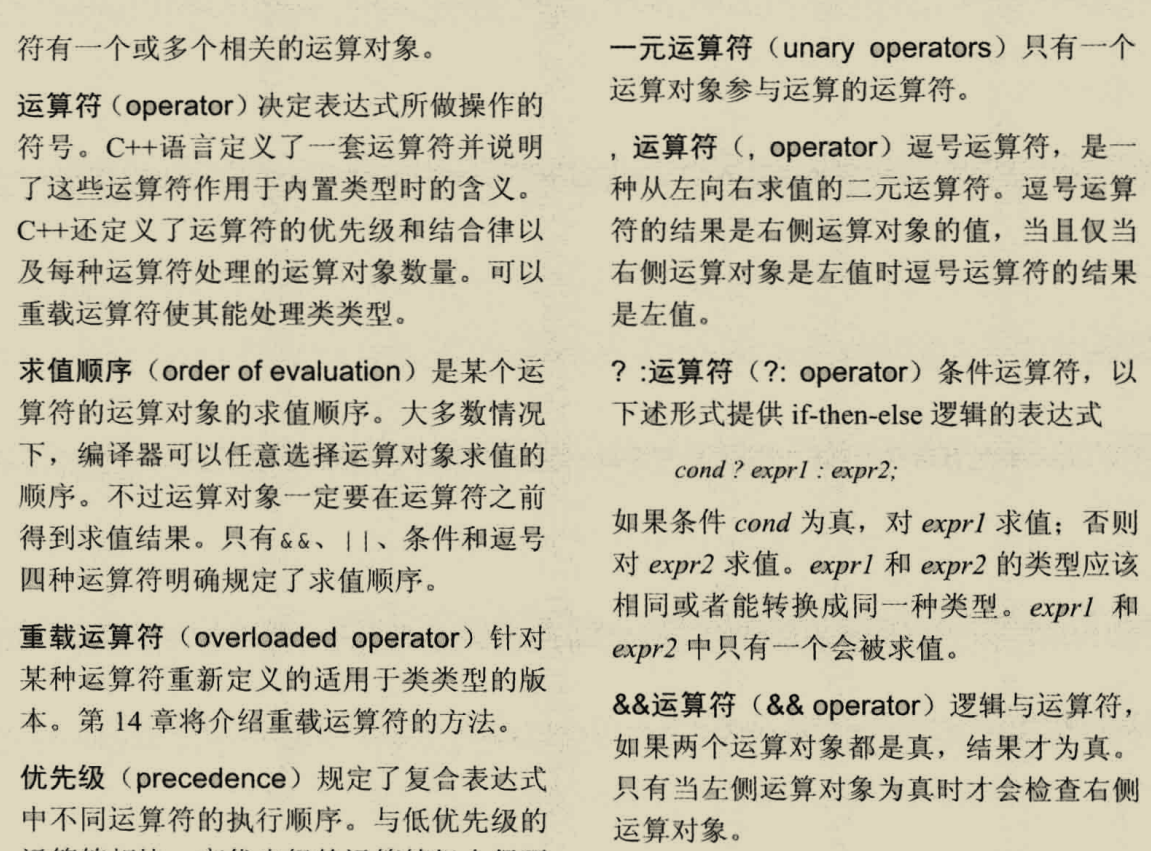 符有一个或多个相关的运算对象。
运算符（operator）决定表达式所做操作的
符号。C++语言定义了一套运算符并说明
了这些运算符作用于内置类型时的含义。
C++还定义了运算符的优先级和结合律以
及每种运算符处理的运算对象数量。可以
重载运算符使其能处理类类型。
求值顺序（order of evaluation）是某个运
算符的运算对象的求值顺序。大多数情况
下，编译器可以任意选择运算对象求值的
顺序。不过运算对象一定要在运算符之前
得到求值结果。只有&&、||、条件和逗号
四种运算符明确规定了求值顺序。
重载运算符（overloaded operator）针对
某种运算符重新定义的适用于类类型的版
本。第 14 章将介绍重载运算符的方法。
优先级（precedence）规定了复合表达式
中不同运算符的执行顺序。与低优先级的
一元运算符（unary operators）只有一个
运算对象参与运算的运算符。
, 运算符（, operator）逗号运算符，是一
种从左向右求值的二元运算符。逗号运算
符的结果是右侧运算对象的值，当且仅当
右侧运算对象是左值时逗号运算符的结果
是左值。
? :运算符（?: operator）条件运算符，以
下述形式提供 if-then-else 逻辑的表达式
cond ? expr1 : expr2;
如果条件 cond 为真，对 expr1 求值；否则
对 expr2 求值。expr1 和 expr2 的类型应该
相同或者能转换成同一种类型。expr1 和
expr2 中只有一个会被求值。
&&运算符（&& operator）逻辑与运算符，
如果两个运算对象都是真，结果才为真。
只有当左侧运算对象为真时才会检查右侧
运算对象。